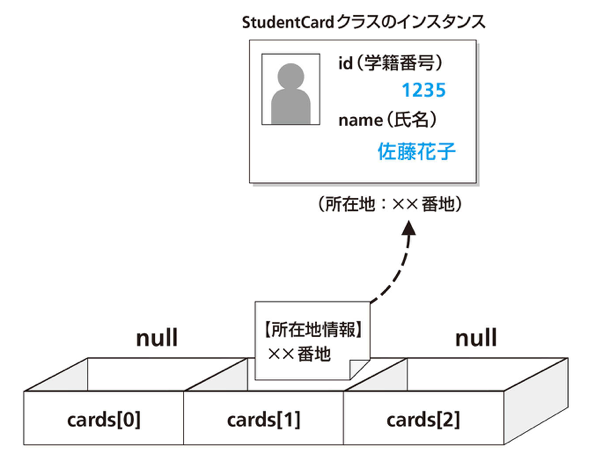 StudentCardクラスのインスタンス
id(学籍番号)
1235
name(氏名)
佐藤花子
(所在地:××番地)
【所在地情報】
××番地
null
null
cards[0]
cards[1]
cards[2]